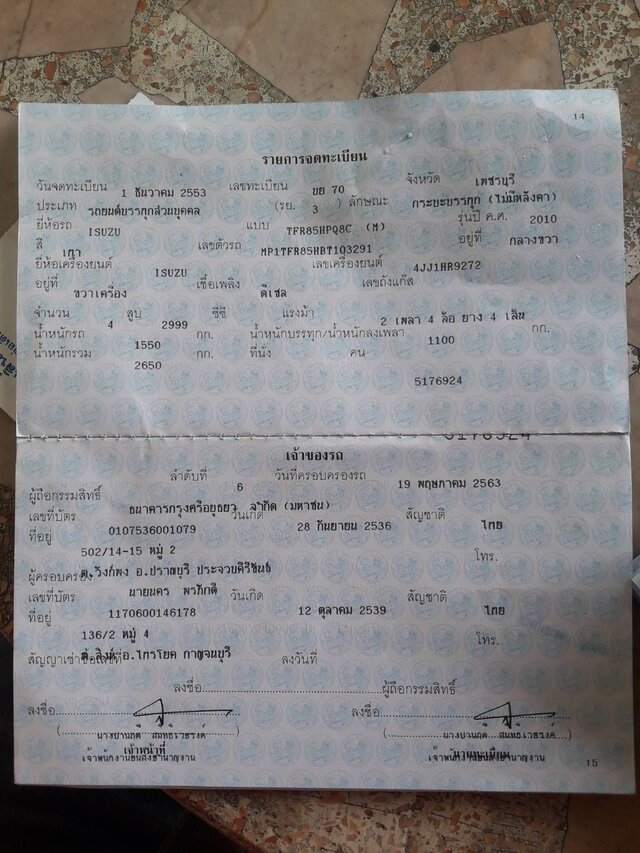 14
รายการจดทะเบียน
วันจดทะเบียน 1 ธันวาคม 2553 เลขทะเบียน บย 70 จังหวัด เพชรบุรี
ประเภท รถยนต์บรรทุกส่วนบุคคล (รย. 3 ) ลักษณะ กระบะบรรทุก (ไม่มีหลังคา)
ยี่ห้อรถ ISUZU แบบ TFR85HPQ8C (M) รุ่นปี ค.ศ. 2010
สี เทา เลขตัวรถ MP1TFR85HBT103291 อยู่ที่ กลางขวา
ยี่ห้อเครื่องยนต์ ISUZU เลขเครื่องยนต์ 4JJ1HR9272
อยู่ที่ ขวาเครื่อง เชื้อเพลิง ดีเซล เลขถังแก๊ส
จำนวน 4 สูบ 2999 ซีซี แรงม้า 2 เพลา 4 ล้อ ยาง 4 เส้น
น้ำหนักรถ 1550 กก. น้ำหนักบรรทุก/น้ำหนักลงเพลา 1100 กก.
น้ำหนักรวม 2650 กก. ที่นั่ง คน
5176924
เจ้าของรถ
ลำดับที่ 6 วันที่ครอบครองรถ 19 พฤษภาคม 2563
ผู้ถือกรรมสิทธิ์ ธนาคารกรุงศรีอยุธยา จำกัด (มหาชน)
เลขที่บัตร 0107536001079 วันเกิด 28 กันยายน 2536 สัญชาติ ไทย
ที่อยู่ 502/14-15 หมู่ 2
ต.วังก์พง อ.ปราณบุรี ประจวบคีรีขันธ์ โทร.
ผู้ครอบครอง นายนคร พรภักดี
เลขที่บัตร 1170600146178 วันเกิด 12 ตุลาคม 2539 สัญชาติ ไทย
ที่อยู่ 136/2 หมู่ 4
ต.สิงห์ อ.ไทรโยค กาญจนบุรี โทร.
สัญญาเช่าซื้อเลขที่ ลงวันที่
ลงชื่อ ผู้ถือกรรมสิทธิ์
ลงชื่อ ลงชื่อ
เจ้าหน้าที่ นายทะเบียน
15